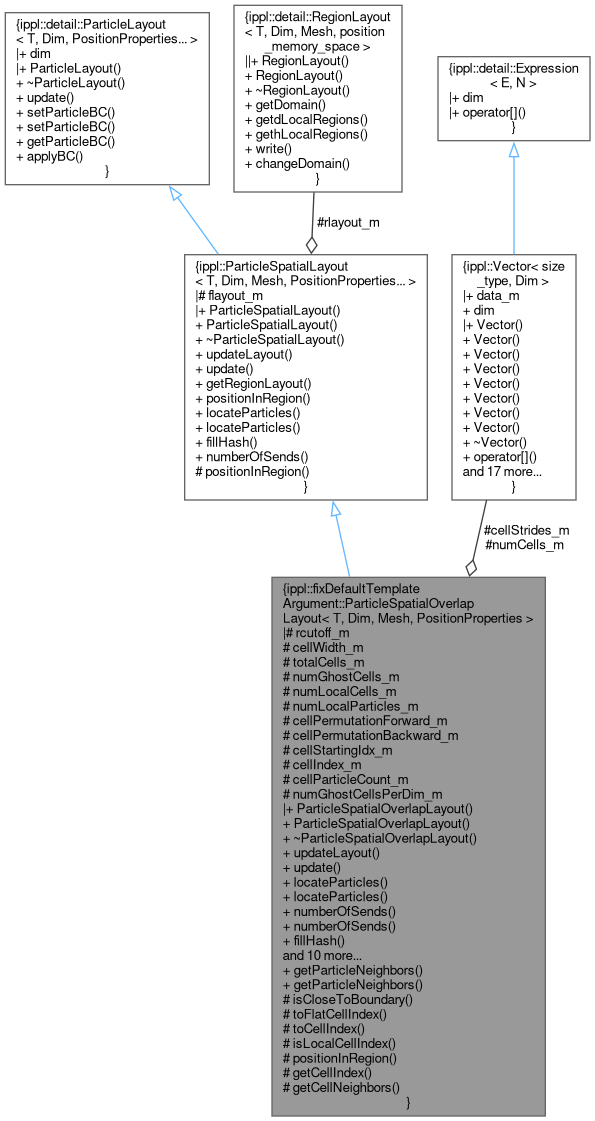 {ippl::detail::ParticleLayout
< T, Dim, PositionProperties... >
|+ dim
|+ ParticleLayout()
+ ~ParticleLayout()
+ update()
+ setParticleBC()
+ setParticleBC()
+ getParticleBC()
+ applyBC()
}
{ippl::detail::RegionLayout
< T, Dim, Mesh, position
_memory_space >
||+ RegionLayout()
+ RegionLayout()
+ ~RegionLayout()
+ getDomain()
+ getdLocalRegions()
+ gethLocalRegions()
+ write()
+ changeDomain()
}
{ippl::detail::Expression
< E, N >
|+ dim
|+ operator[]()
}
#rlayout_m
{ippl::ParticleSpatialLayout
< T, Dim, Mesh, PositionProperties... >
|# flayout_m
|+ ParticleSpatialLayout()
+ ParticleSpatialLayout()
+ ~ParticleSpatialLayout()
+ updateLayout()
+ update()
+ getRegionLayout()
+ positionInRegion()
+ locateParticles()
+ locateParticles()
+ fillHash()
+ numberOfSends()
# positionInRegion()
}
{ippl::Vector< size
_type, Dim >
|+ data_m
+ dim
|+ Vector()
+ Vector()
+ Vector()
+ Vector()
+ Vector()
+ Vector()
+ Vector()
+ Vector()
+ ~Vector()
+ operator[]()
and 17 more...
}
#cellStrides_m
#numCells_m
{ippl::fixDefaultTemplate
Argument::ParticleSpatialOverlap
Layout< T, Dim, Mesh, PositionProperties >
|# rcutoff_m
# cellWidth_m
# totalCells_m
# numGhostCells_m
# numLocalCells_m
# numLocalParticles_m
# cellPermutationForward_m
# cellPermutationBackward_m
# cellStartingIdx_m
# cellIndex_m
# cellParticleCount_m
# numGhostCellsPerDim_m
|+ ParticleSpatialOverlapLayout()
+ ParticleSpatialOverlapLayout()
+ ~ParticleSpatialOverlapLayout()
+ updateLayout()
+ update()
+ locateParticles()
+ locateParticles()
+ numberOfSends()
+ numberOfSends()
+ fillHash()
and 10 more...
+ getParticleNeighbors()
+ getParticleNeighbors()
# isCloseToBoundary()
# toFlatCellIndex()
# toCellIndex()
# isLocalCellIndex()
# positionInRegion()
# getCellIndex()
# getCellNeighbors()
}